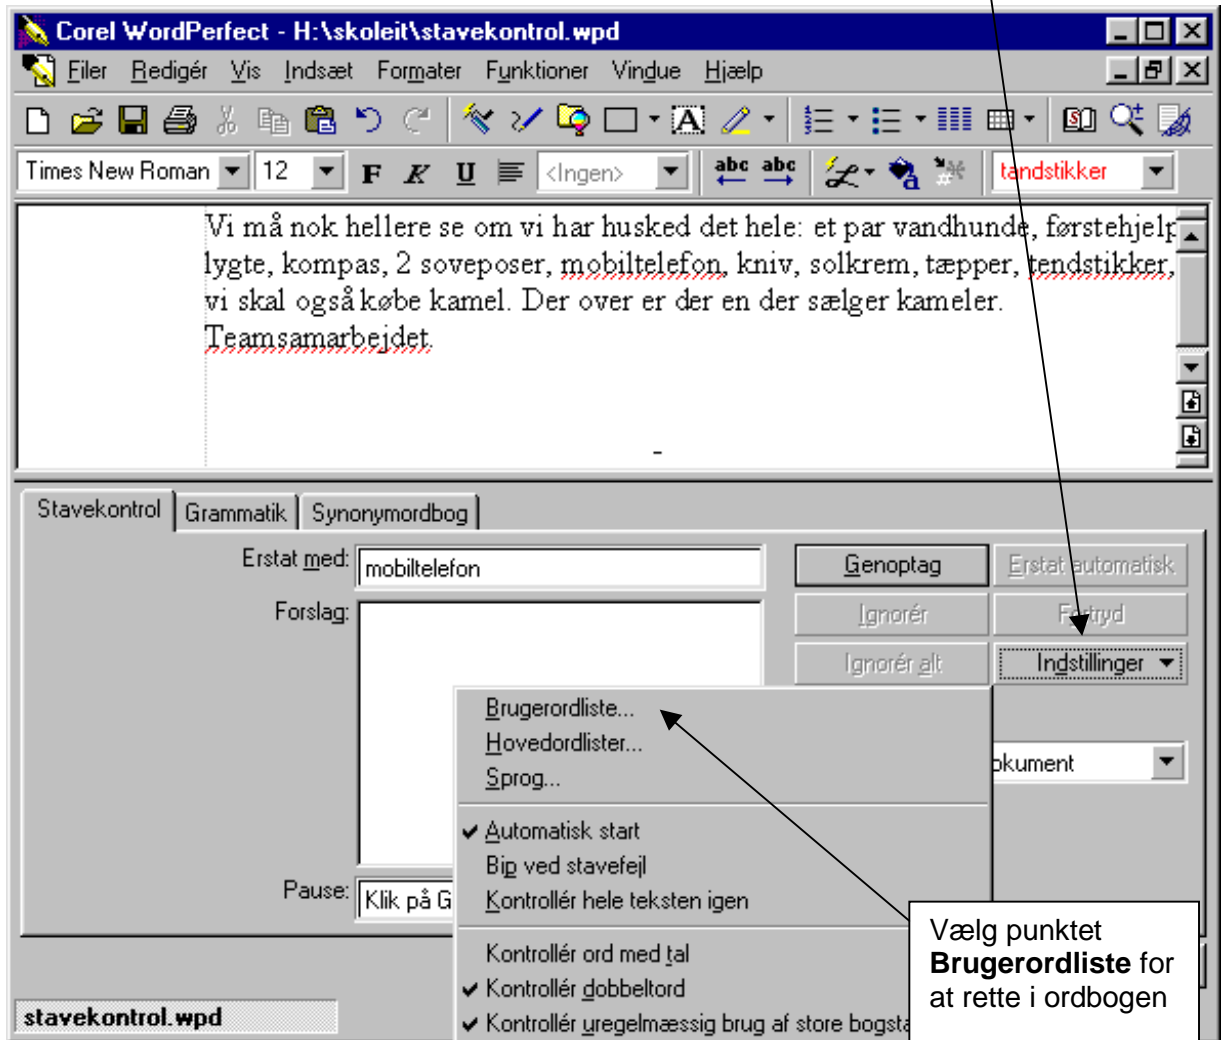 Corel WordPerfect - H:\skoleit\stavekontrol.wpd
Filer Redigér Vis Indsæt Formater Funktioner Vindue Hjælp
Times New Roman 12 F K U <Ingen> abc abc tandstikker
Vi må nok hellere se om vi har husked det hele: et par vandhunde, førstehjelp
lygte, kompas, 2 soveposer, mobiltelefon, kniv, solkrem, tæpper, tendstikker,
vi skal også købe kamel. Der over er der en der sælger kameler.
Teamsamarbejdet.
Stavekontrol Grammatik Synonymordbog
Erstat med: mobiltelefon Genoptag Erstat automatisk
Forslag: Ignorér Fortryd
Ignorér alt Indstillinger
Brugerordliste...
Hovedordlister...
okument
Sprog...
Automatisk start
Bip ved stavefejl
Pause: Klik på G Kontrollér hele teksten igen
Vælg punktet
Brugerordliste for
at rette i ordbogen
Kontrollér ord med tal
Kontrollér dobbeltord
stavekontrol.wpd
Kontrollér uregelmæssig brug af store bogsta